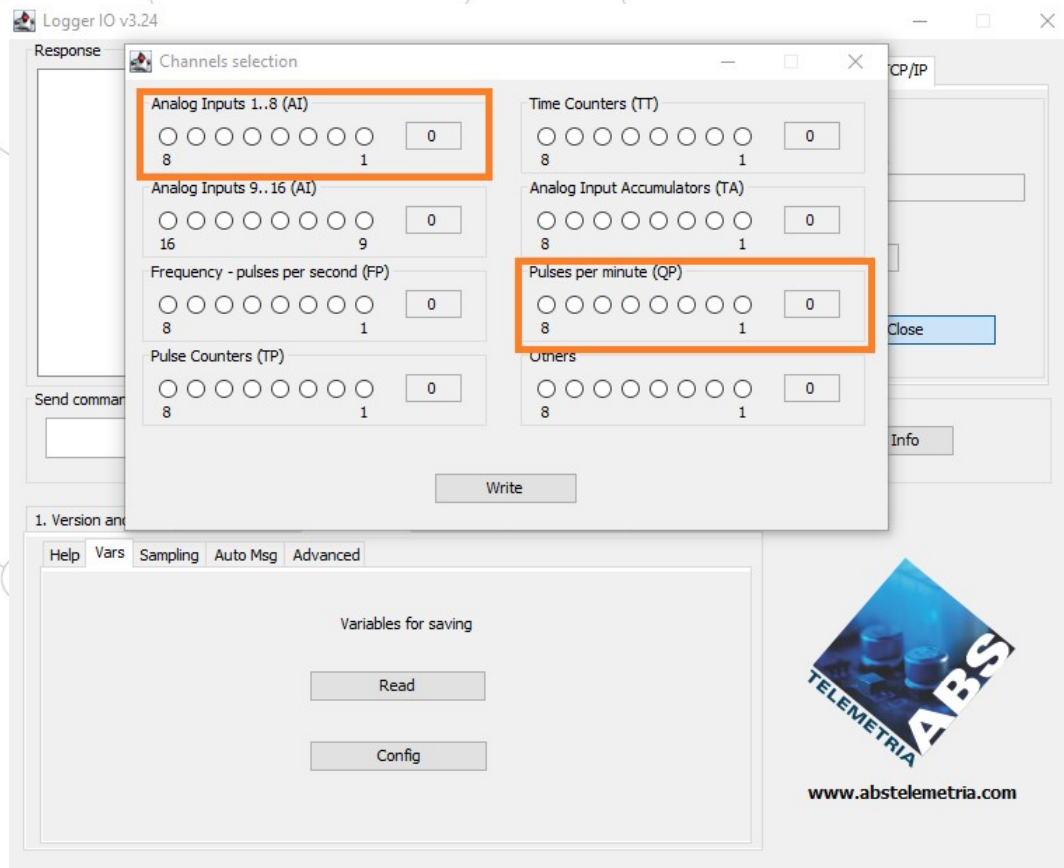 Logger IO v3.24
Response
Channels selection
TCP/IP
Analog Inputs 1..8 (AI)
0
8 1
Time Counters (TT)
0
8 1
Analog Inputs 9..16 (AI)
0
16 9
Analog Input Accumulators (TA)
0
8 1
Frequency - pulses per second (FP)
0
8 1
Pulses per minute (QP)
0
8 1
Pulse Counters (TP)
0
8 1
Others
0
8 1
Write
Close
Send comman
Info
1. Version and
Help Vars Sampling Auto Msg Advanced
Variables for saving
Read
Config
TELEMETRIA ABS
www.abstelemetria.com